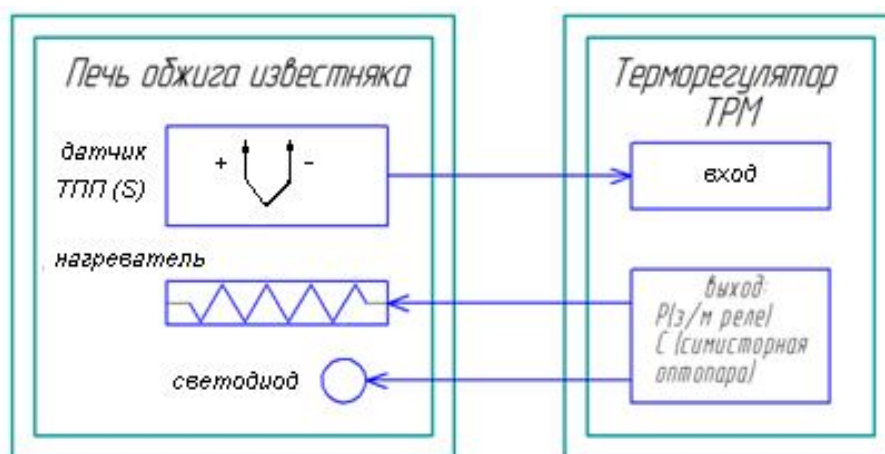 Печь обжига известняка
датчик
ТПП (S)
+ -
нагреватель
светодиод
Терморегулятор
ТРМ
вход
выход:
Р(э/м реле)
С (симисторная
оптопара)